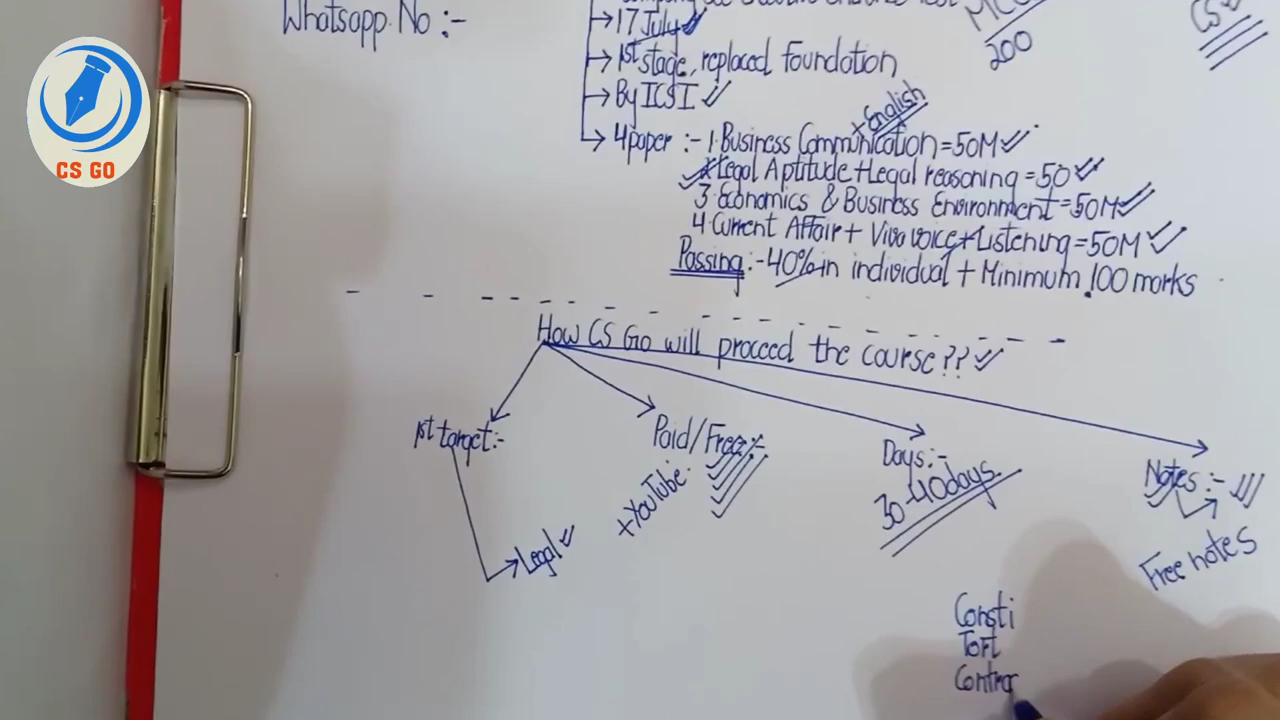 Whatsapp No :-
17 July
200
1st stage, replaced Foundation
By ICSI
+ English
4 paper :- 1. Business Communication = 50M
Legal Aptitude + Legal reasoning = 50
3. Economics & Business Environment = 50M
4. Current Affair + Viva voice + Listening = 50M
Passing :- 40% in individual + Minimum 100 marks
How CS Go will proceed the course??
1st target :-
Legal
Paid/Free :-
+ YouTube
Days :-
30-40 days
Notes :-
Free notes
Consti
Tort
Contrac
CS GO